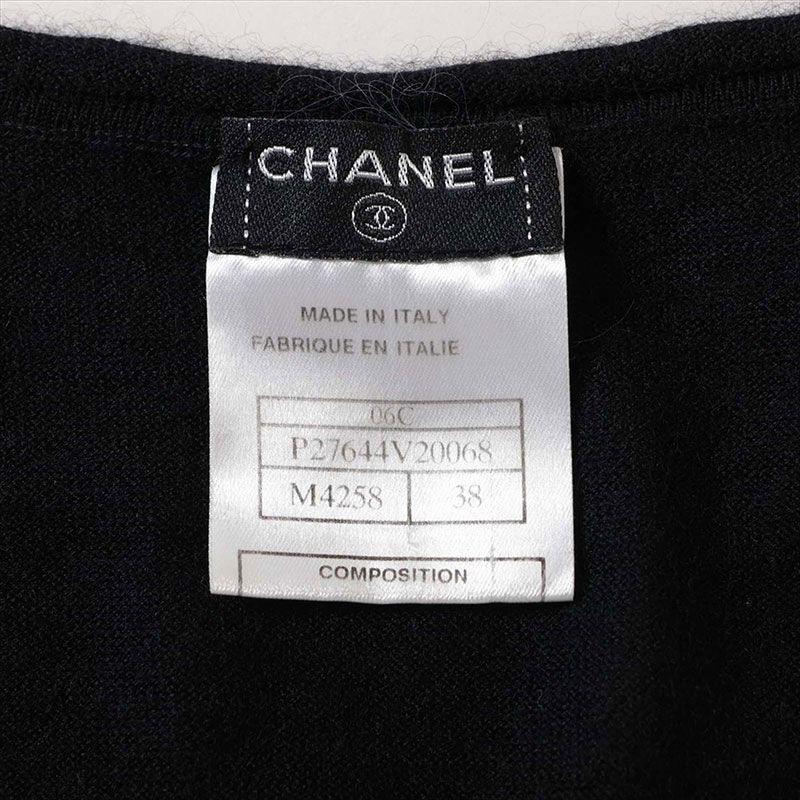 CHANEL
MADE IN ITALY
FABRIQUE EN ITALIE
06C
P27644V20068
M4258 38
COMPOSITION